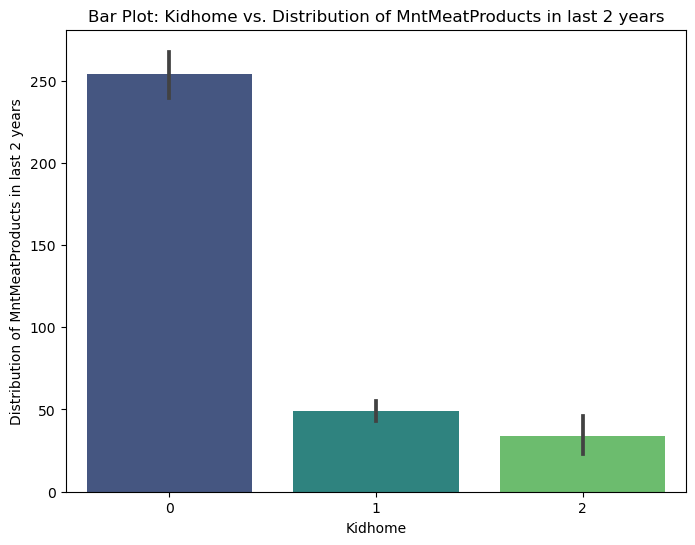 Bar Plot: Kidhome vs. Distribution of MntMeatProducts in last 2 years
Distribution of MntMeatProducts in last 2 years
250
200
150
100
50
0
0 1 2
Kidhome